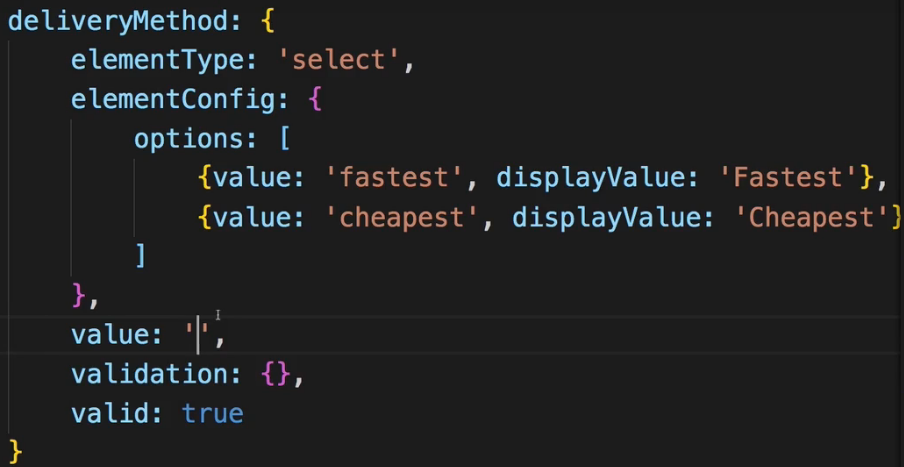 deliveryMethod: {
    elementType: 'select',
    elementConfig: {
        options: [
            {value: 'fastest', displayValue: 'Fastest'},
            {value: 'cheapest', displayValue: 'Cheapest'}
        ]
    },
    value: '',
    validation: {},
    valid: true
}